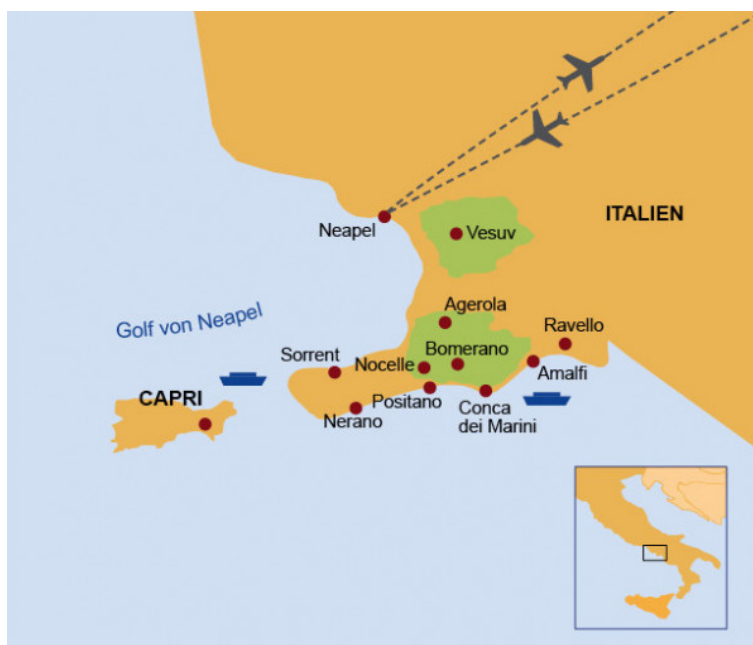 ITALIEN
Neapel
Vesuv
Golf von Neapel
Agerola
Ravello
Sorrent
Nocelle
Bomerano
Amalfi
CAPRI
Positano
Nerano
Conca
dei Marini